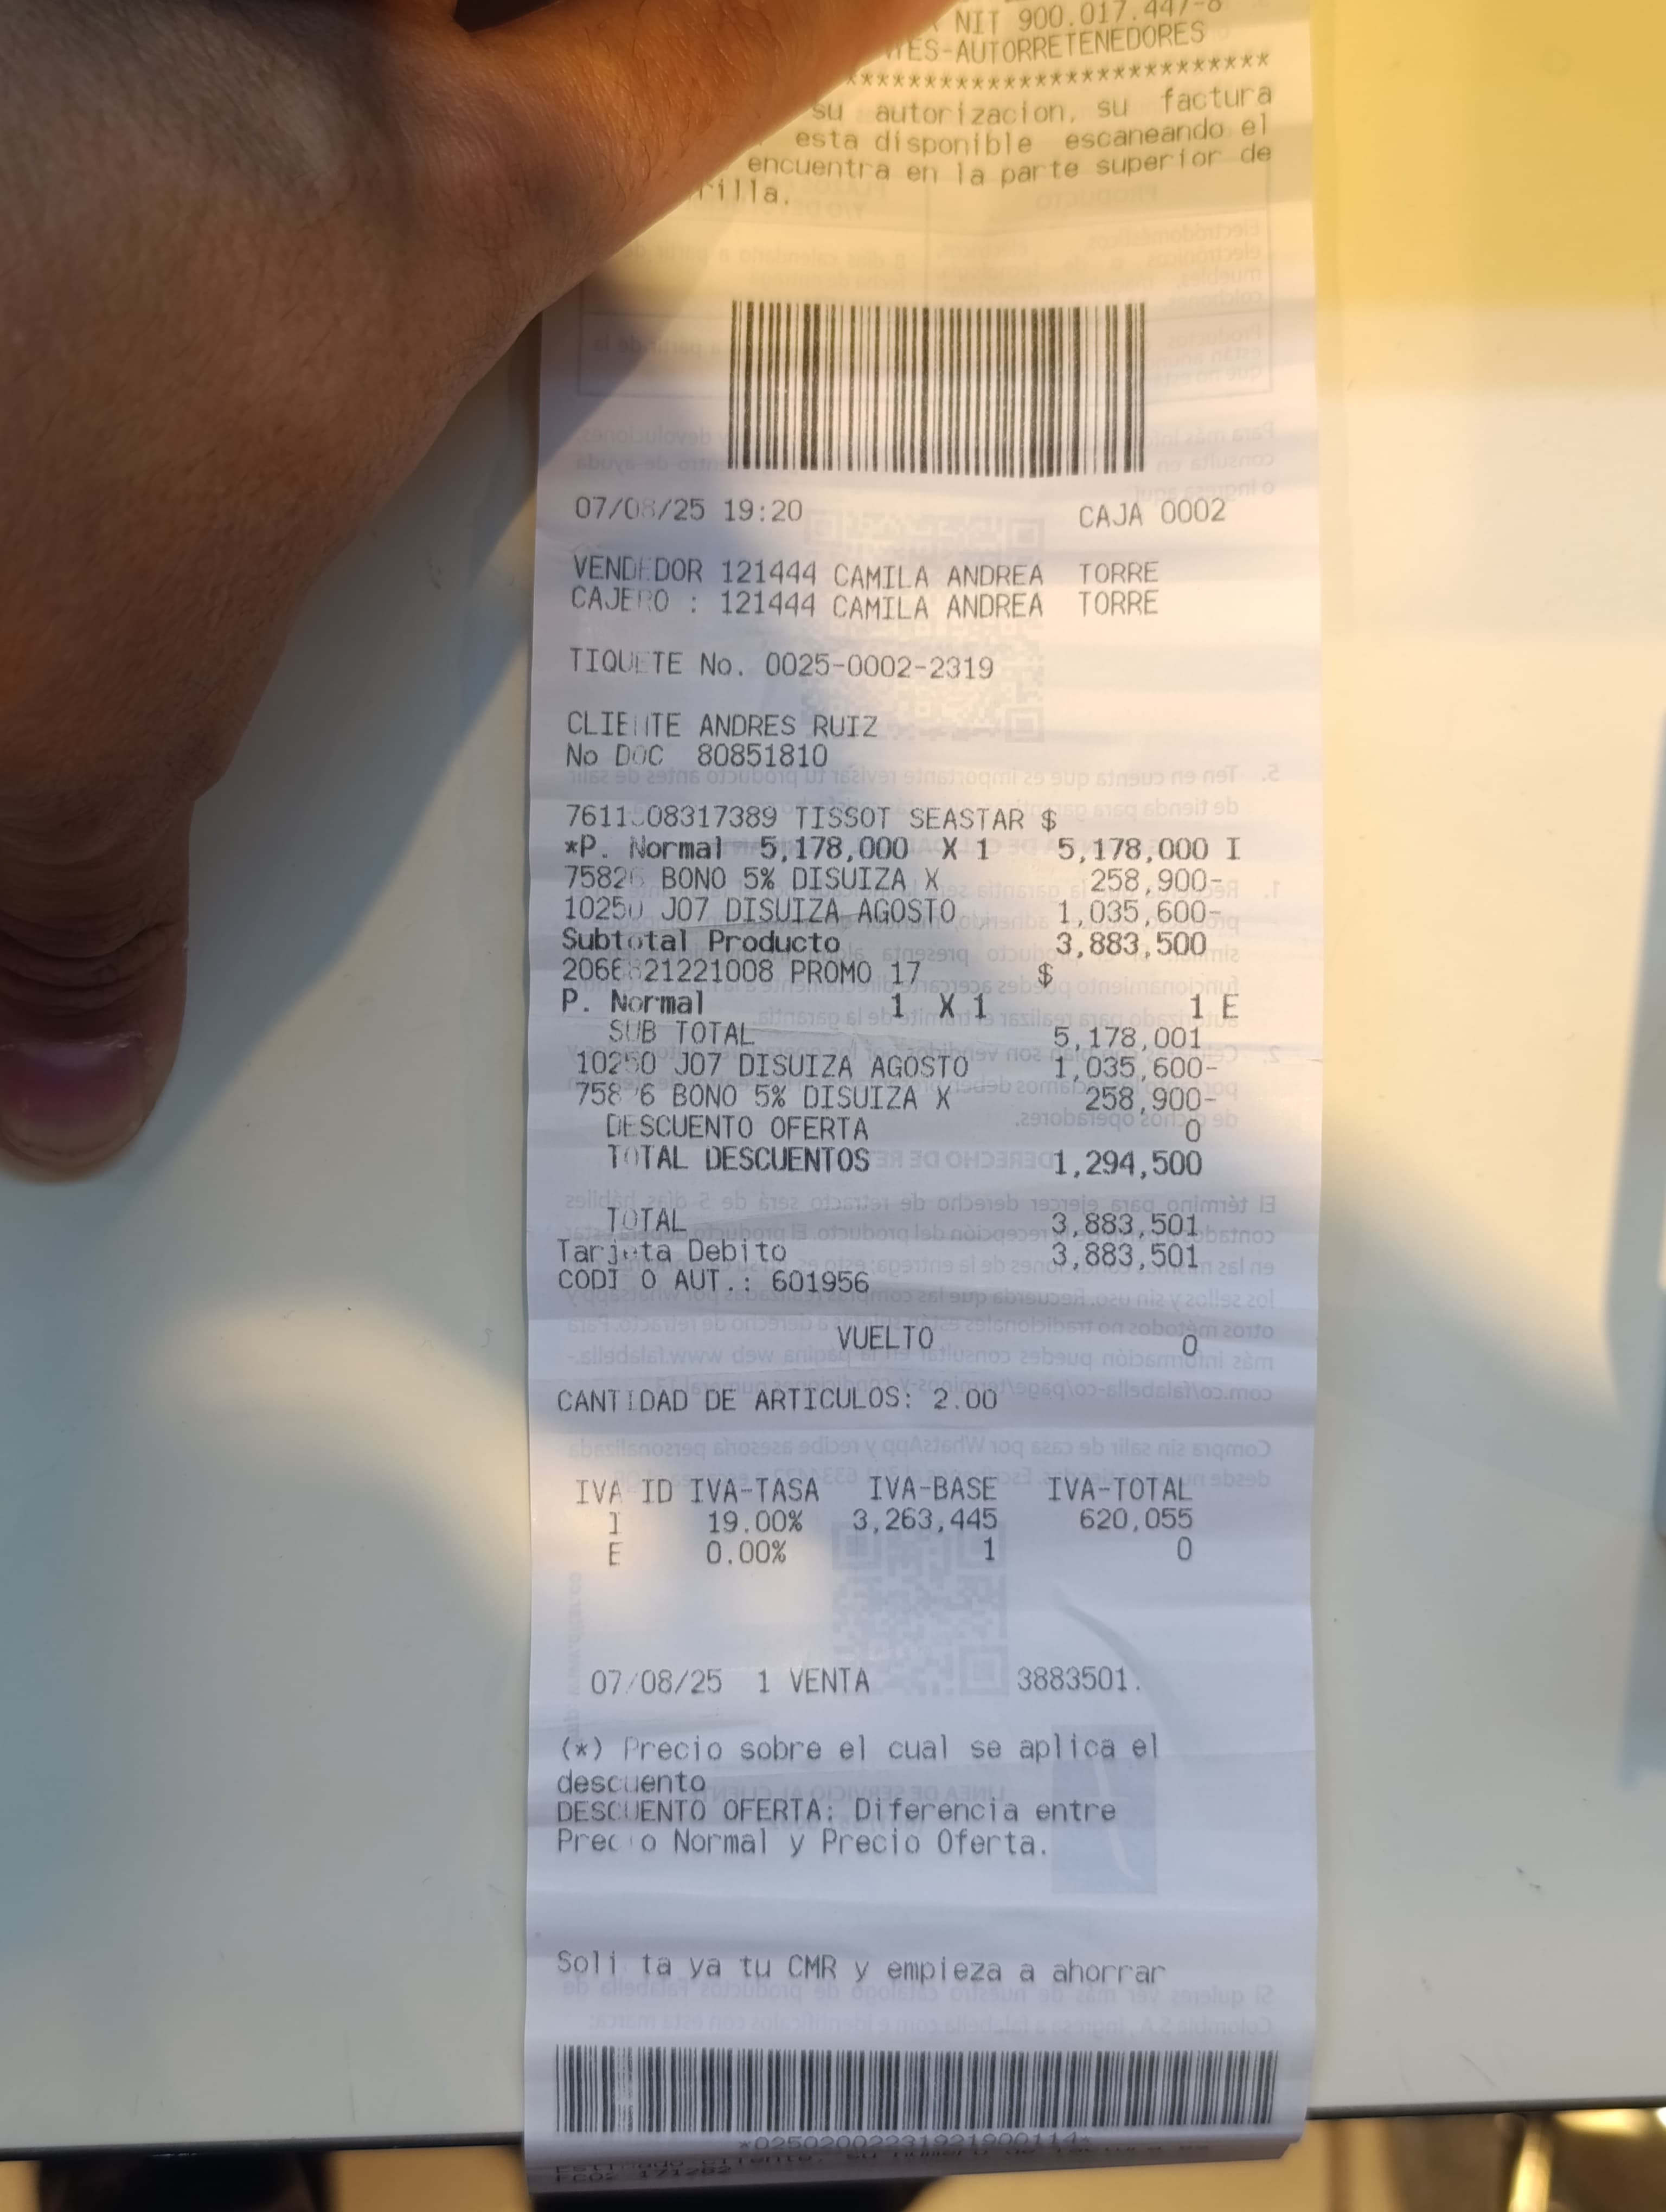 NIT 900.017.447-8
TES-AUTORRETENEDORES
**************************
su autorizacion, su factura
esta disponible escaneando el
encuentra en la parte superior de
rilla.
07/08/25 19:20 CAJA 0002
VENDEDOR 121444 CAMILA ANDREA TORRE
CAJERO : 121444 CAMILA ANDREA TORRE
TIQUETE No. 0025-0002-2319
CLIENTE ANDRES RUIZ
No DOC 80851810
TISSOT SEASTAR $
*P. Normal 5,178,000 X 1 5,178,000 I
75826 BONO 5% DISUIZA X 258,900-
10250 J07 DISUIZA AGOSTO 1,035,600-
Subtotal Producto 3,883,500
PROMO 17 $
P. Normal 1 X 1 1 E
SUB TOTAL 5,178,001
10250 J07 DISUIZA AGOSTO 1,035,600-
75826 BONO 5% DISUIZA X 258,900-
DESCUENTO OFERTA 0
TOTAL DESCUENTOS 1,294,500
TOTAL 3,883,501
Tarjeta Debito 3,883,501
CODIGO AUT.: 601956
VUELTO 0
CANTIDAD DE ARTICULOS: 2.00
IVA ID IVA-TASA IVA-BASE IVA-TOTAL
I 19.00% 3,263,445 620,055
E 0.00% 1 0
07/08/25 1 VENTA 3883501.
(*) Precio sobre el cual se aplica el
descuento
DESCUENTO OFERTA: Diferencia entre
Precio Normal y Precio Oferta.
Solicita ya tu CMR y empieza a ahorrar